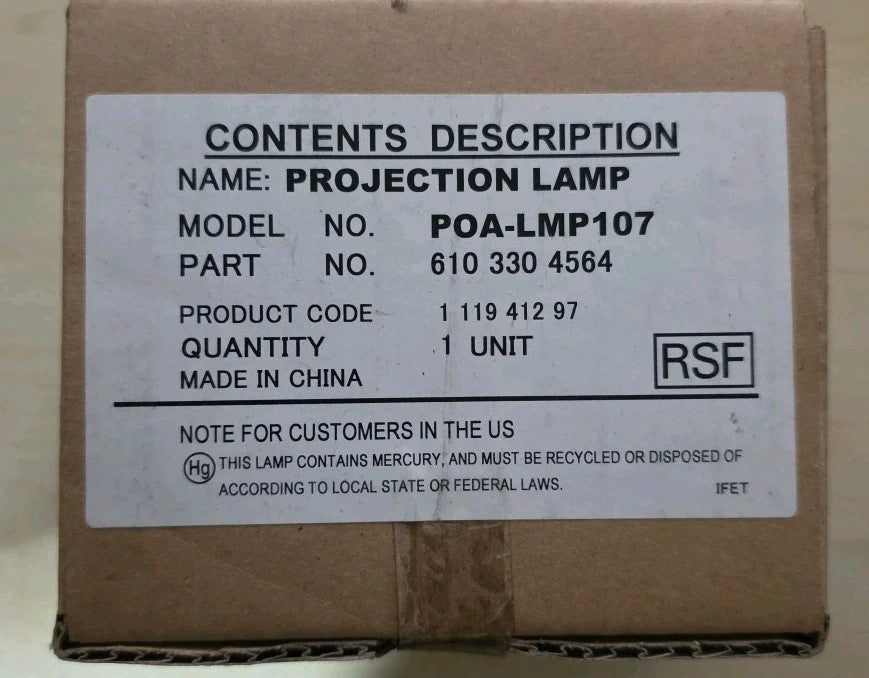 CONTENTS DESCRIPTION
NAME: PROJECTION LAMP
MODEL NO. POA-LMP107
PART NO. 610 330 4564
PRODUCT CODE 1 119 412 97
QUANTITY 1 UNIT
RSF
MADE IN CHINA
NOTE FOR CUSTOMERS IN THE US
Hg THIS LAMP CONTAINS MERCURY, AND MUST BE RECYCLED OR DISPOSED OF
ACCORDING TO LOCAL STATE OR FEDERAL LAWS. IFET